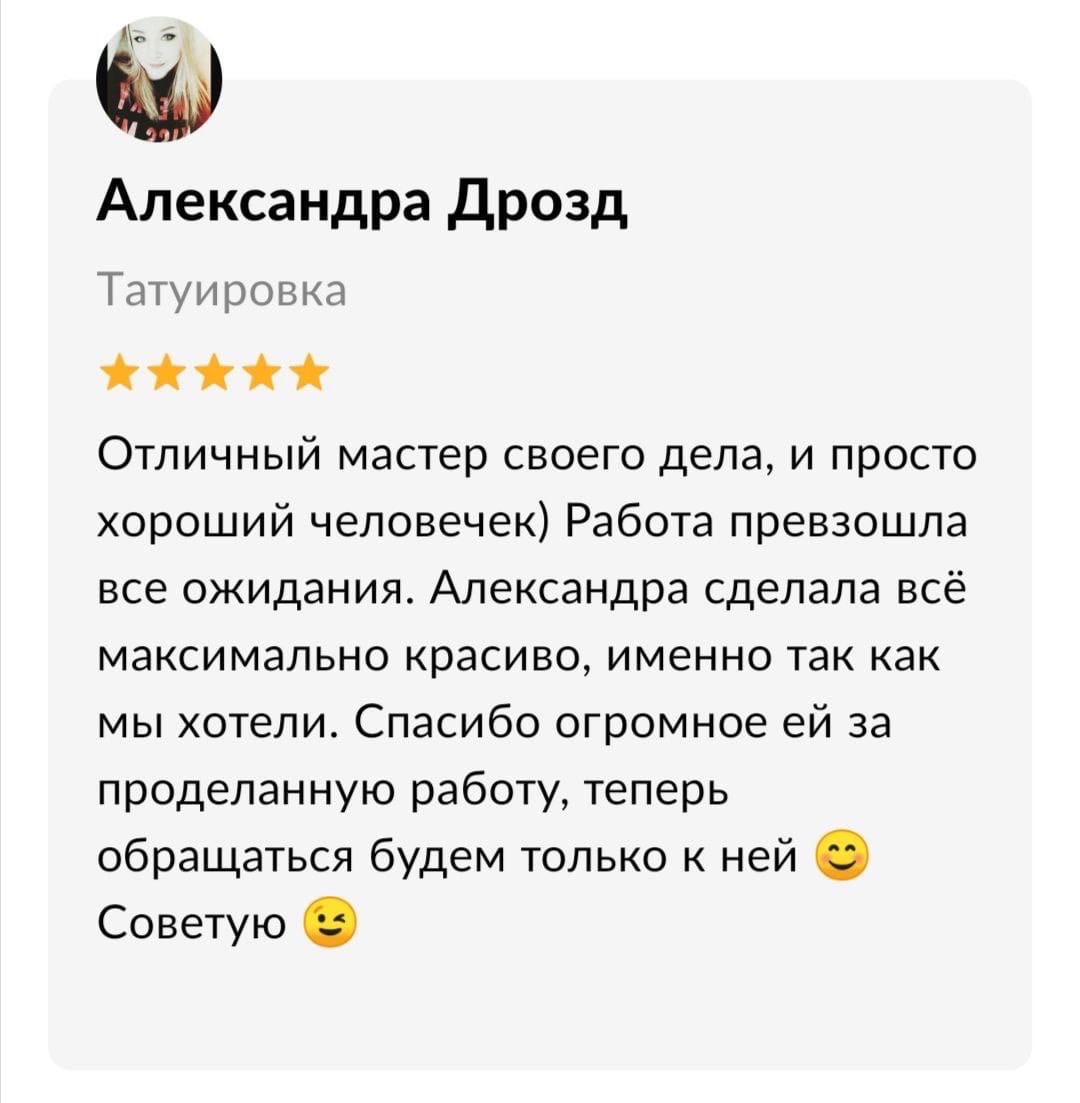 Александра Дрозд
Татуировка
Отличный мастер своего дела, и просто
хороший человечек) Работа превзошла
все ожидания. Александра сделала всё
максимально красиво, именно так как
мы хотели. Спасибо огромное ей за
проделанную работу, теперь
обращаться будем только к ней 😊
Советую 😉